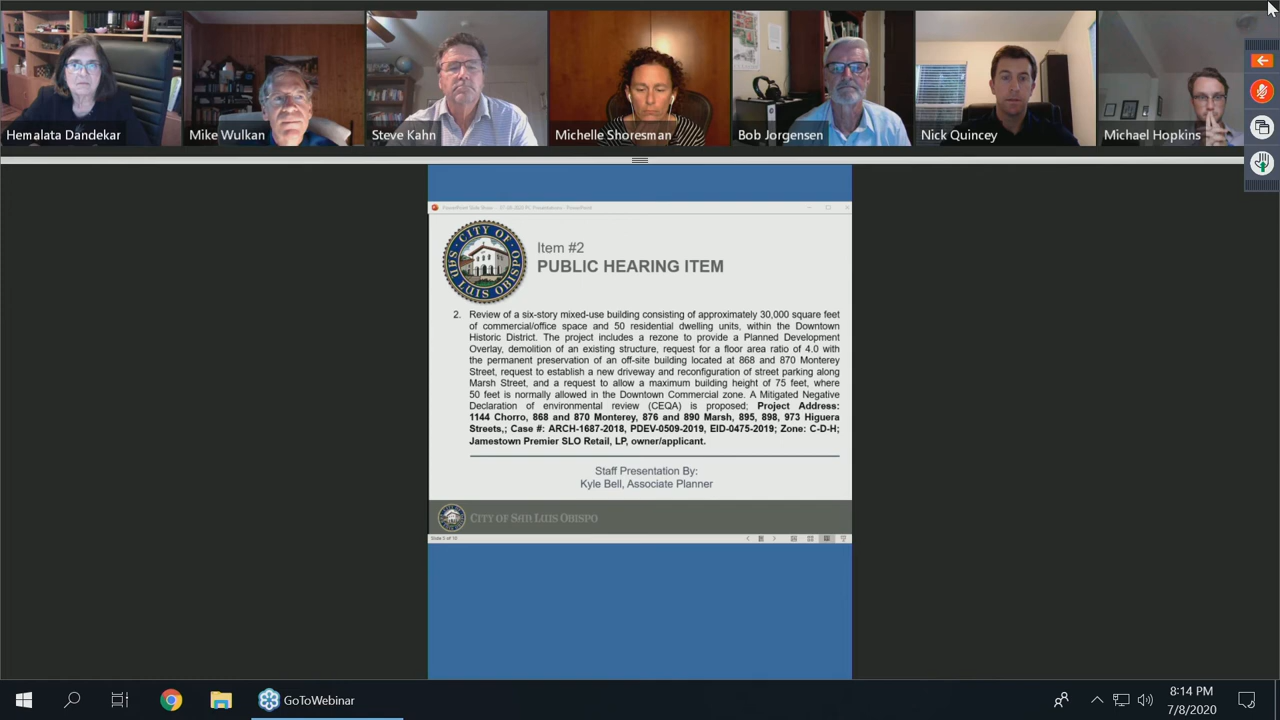 Hemalata Dandekar
Mike Wulkan
Steve Kahn
Michelle Shoresman
Bob Jorgensen
Nick Quincey
Michael Hopkins
CITY OF
SAN LUIS OBISPO
Item #2
PUBLIC HEARING ITEM
2. Review of a six-story mixed-use building consisting of approximately 30,000 square feet
of commercial/office space and 50 residential dwelling units, within the Downtown
Historic District. The project includes a rezone to provide a Planned Development
Overlay, demolition of an existing structure, request for a floor area ratio of 4.0 with
the permanent preservation of an off-site building located at 868 and 870 Monterey
Street, request to establish a new driveway and reconfiguration of street parking along
Marsh Street, and a request to allow a maximum building height of 75 feet, where
50 feet is normally allowed in the Downtown Commercial zone. A Mitigated Negative
Declaration of environmental review (CEQA) is proposed; Project Address:
1144 Chorro, 868 and 870 Monterey, 876 and 890 Marsh, 895, 898, 973 Higuera
Streets,; Case #: ARCH-1687-2018, PDEV-0509-2019, EID-0475-2019; Zone: C-D-H;
Jamestown Premier SLO Retail, LP, owner/applicant.
Staff Presentation By:
Kyle Bell, Associate Planner
CITY OF SAN LUIS OBISPO
Slide 5 of 10
GoToWebinar
8:14 PM
7/8/2020